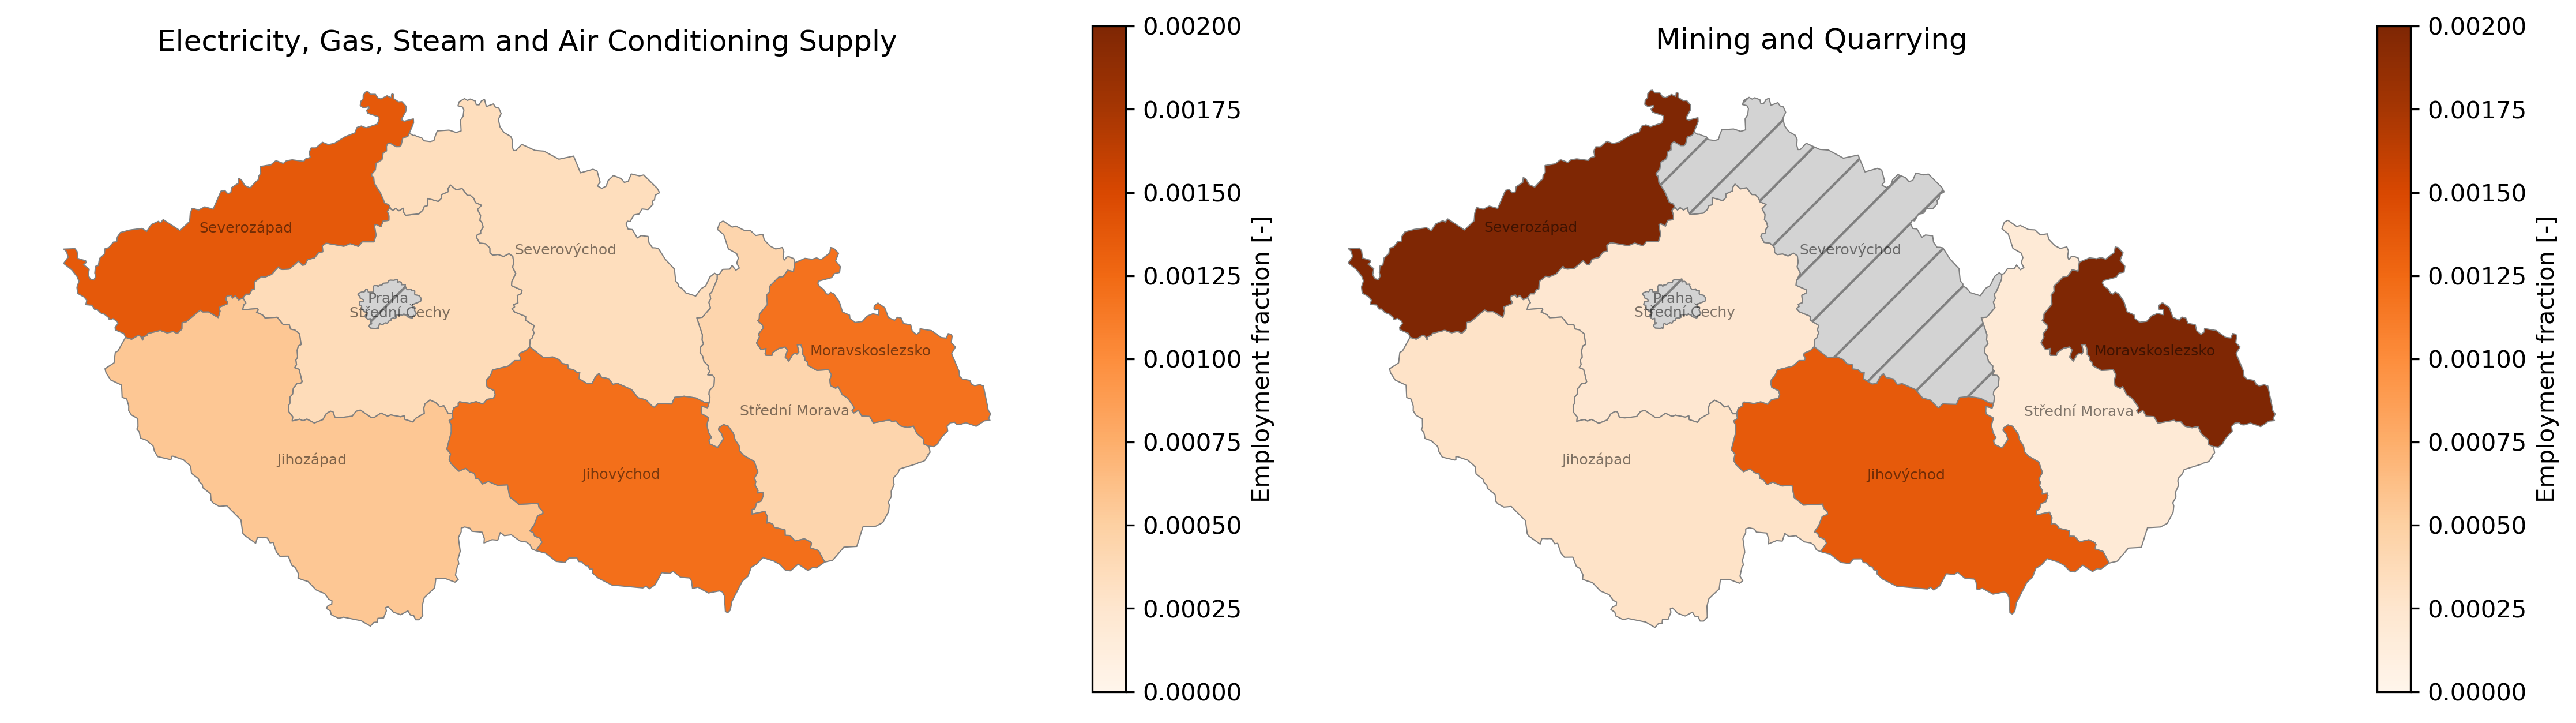 Electricity, Gas, Steam and Air Conditioning Supply
Severozápad
Severovýchod
Praha
Střední Čechy
Moravskoslezsko
Střední Morava
Jihozápad
Jihovýchod
0.00200
0.00175
0.00150
0.00125
0.00100
0.00075
0.00050
0.00025
0.00000
Employment fraction [-]
Mining and Quarrying
Severozápad
Severovýchod
Praha
Střední Čechy
Moravskoslezsko
Střední Morava
Jihozápad
Jihovýchod
0.00200
0.00175
0.00150
0.00125
0.00100
0.00075
0.00050
0.00025
0.00000
Employment fraction [-]